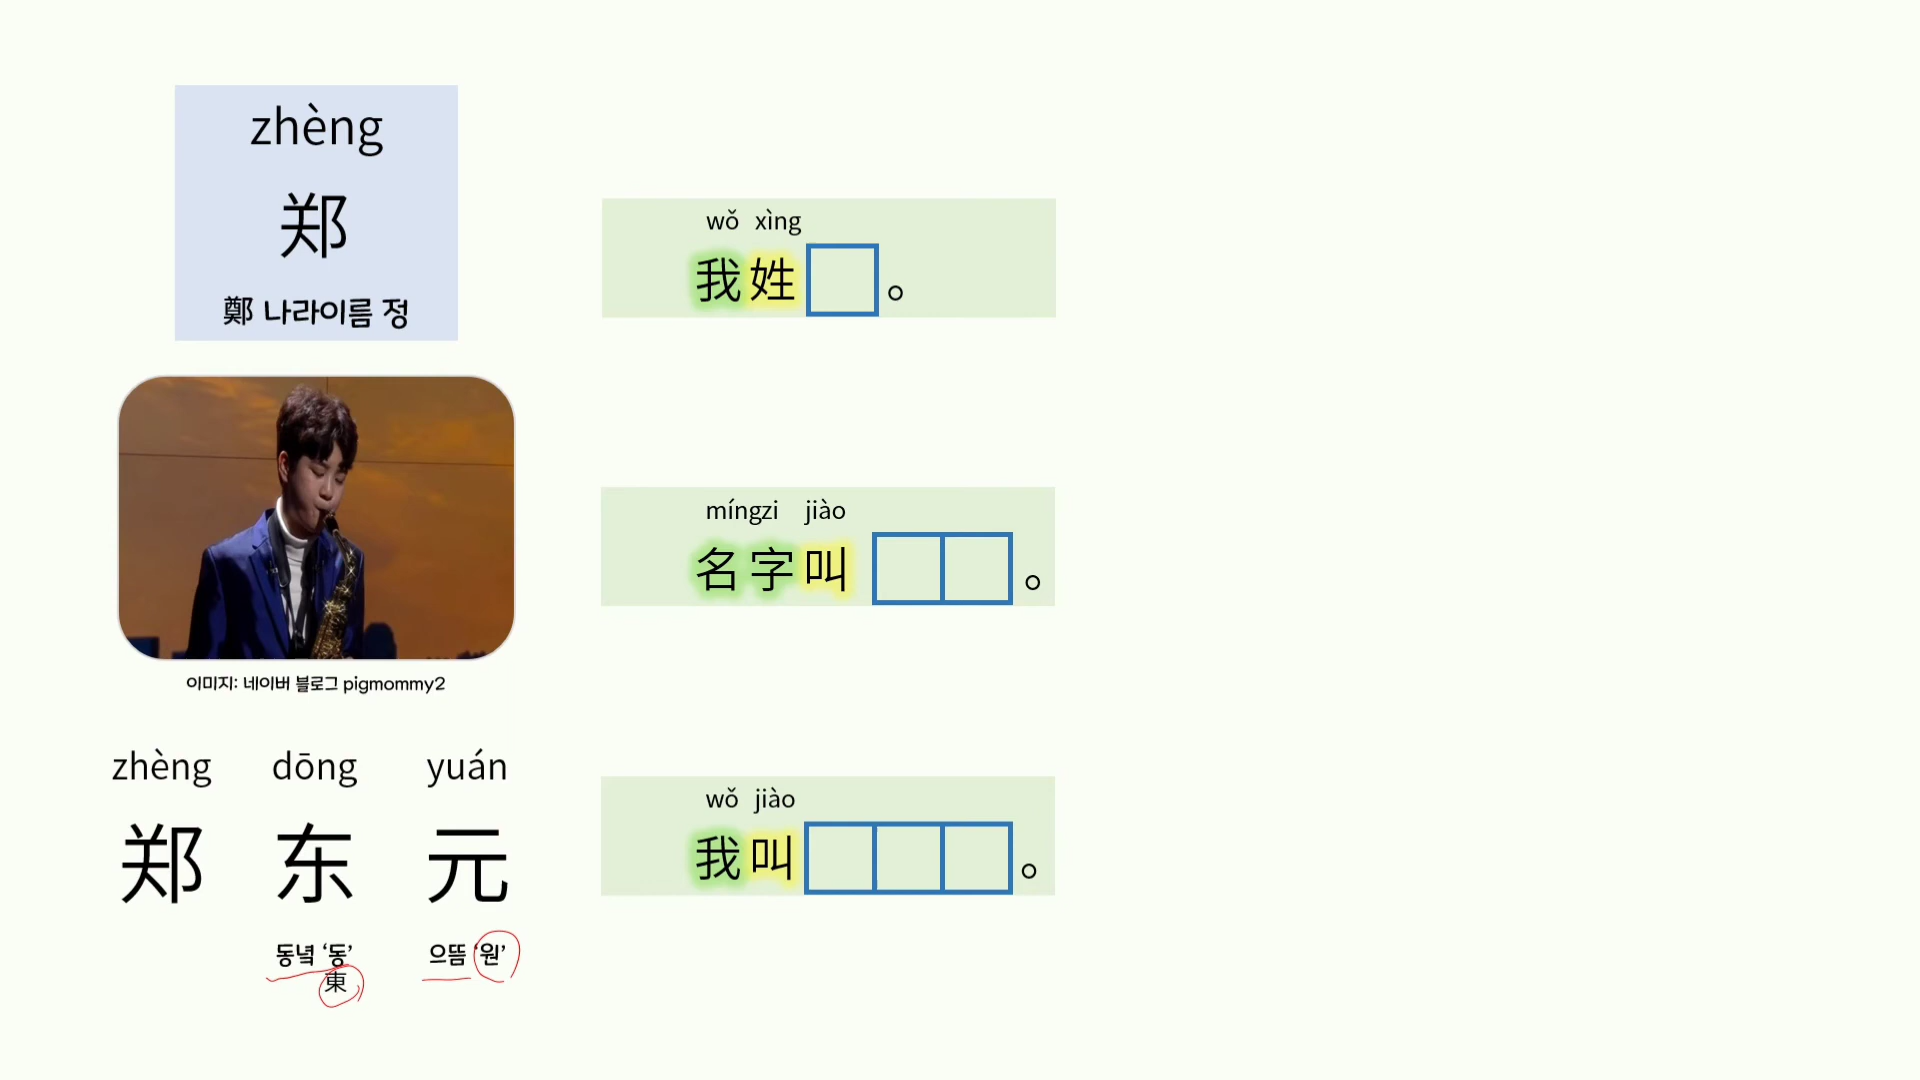 zhèng
郑
鄭 나라이름 정
이미지: 네이버 블로그 pigmommy2
zhèng dōng yuán
郑 东 元
동녘 ‘동’ 으뜸 ‘원’
東
wǒ xìng
我姓 。
míngzi jiào
名字叫 。
wǒ jiào
我叫 。